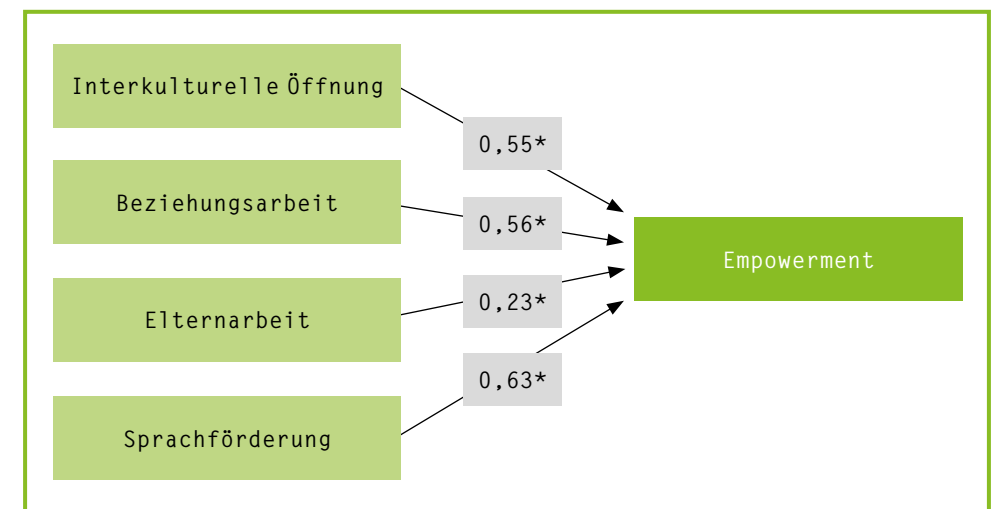 Interkulturelle Öffnung
0,55*
Beziehungsarbeit
0,56*
Empowerment
Elternarbeit
0,23*
Sprachförderung
0,63*